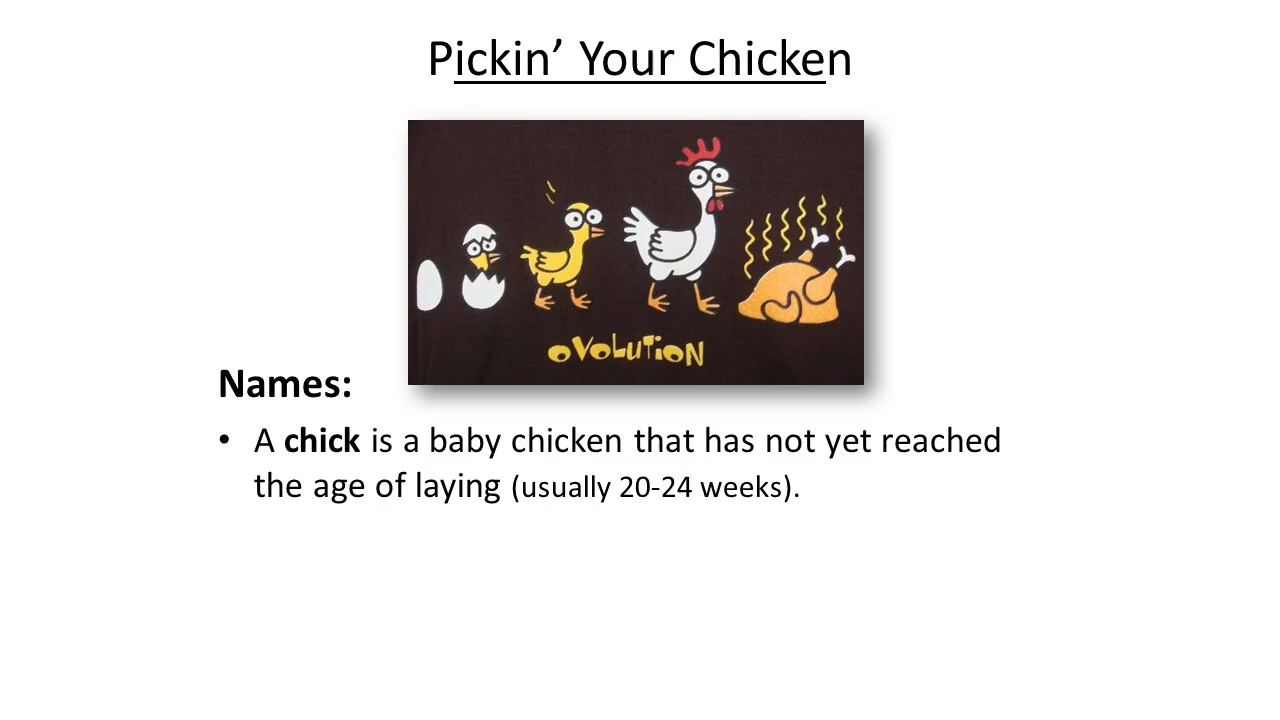 Pickin’ Your Chicken
oVoLUTiON
Names:
• A chick is a baby chicken that has not yet reached
the age of laying (usually 20-24 weeks).